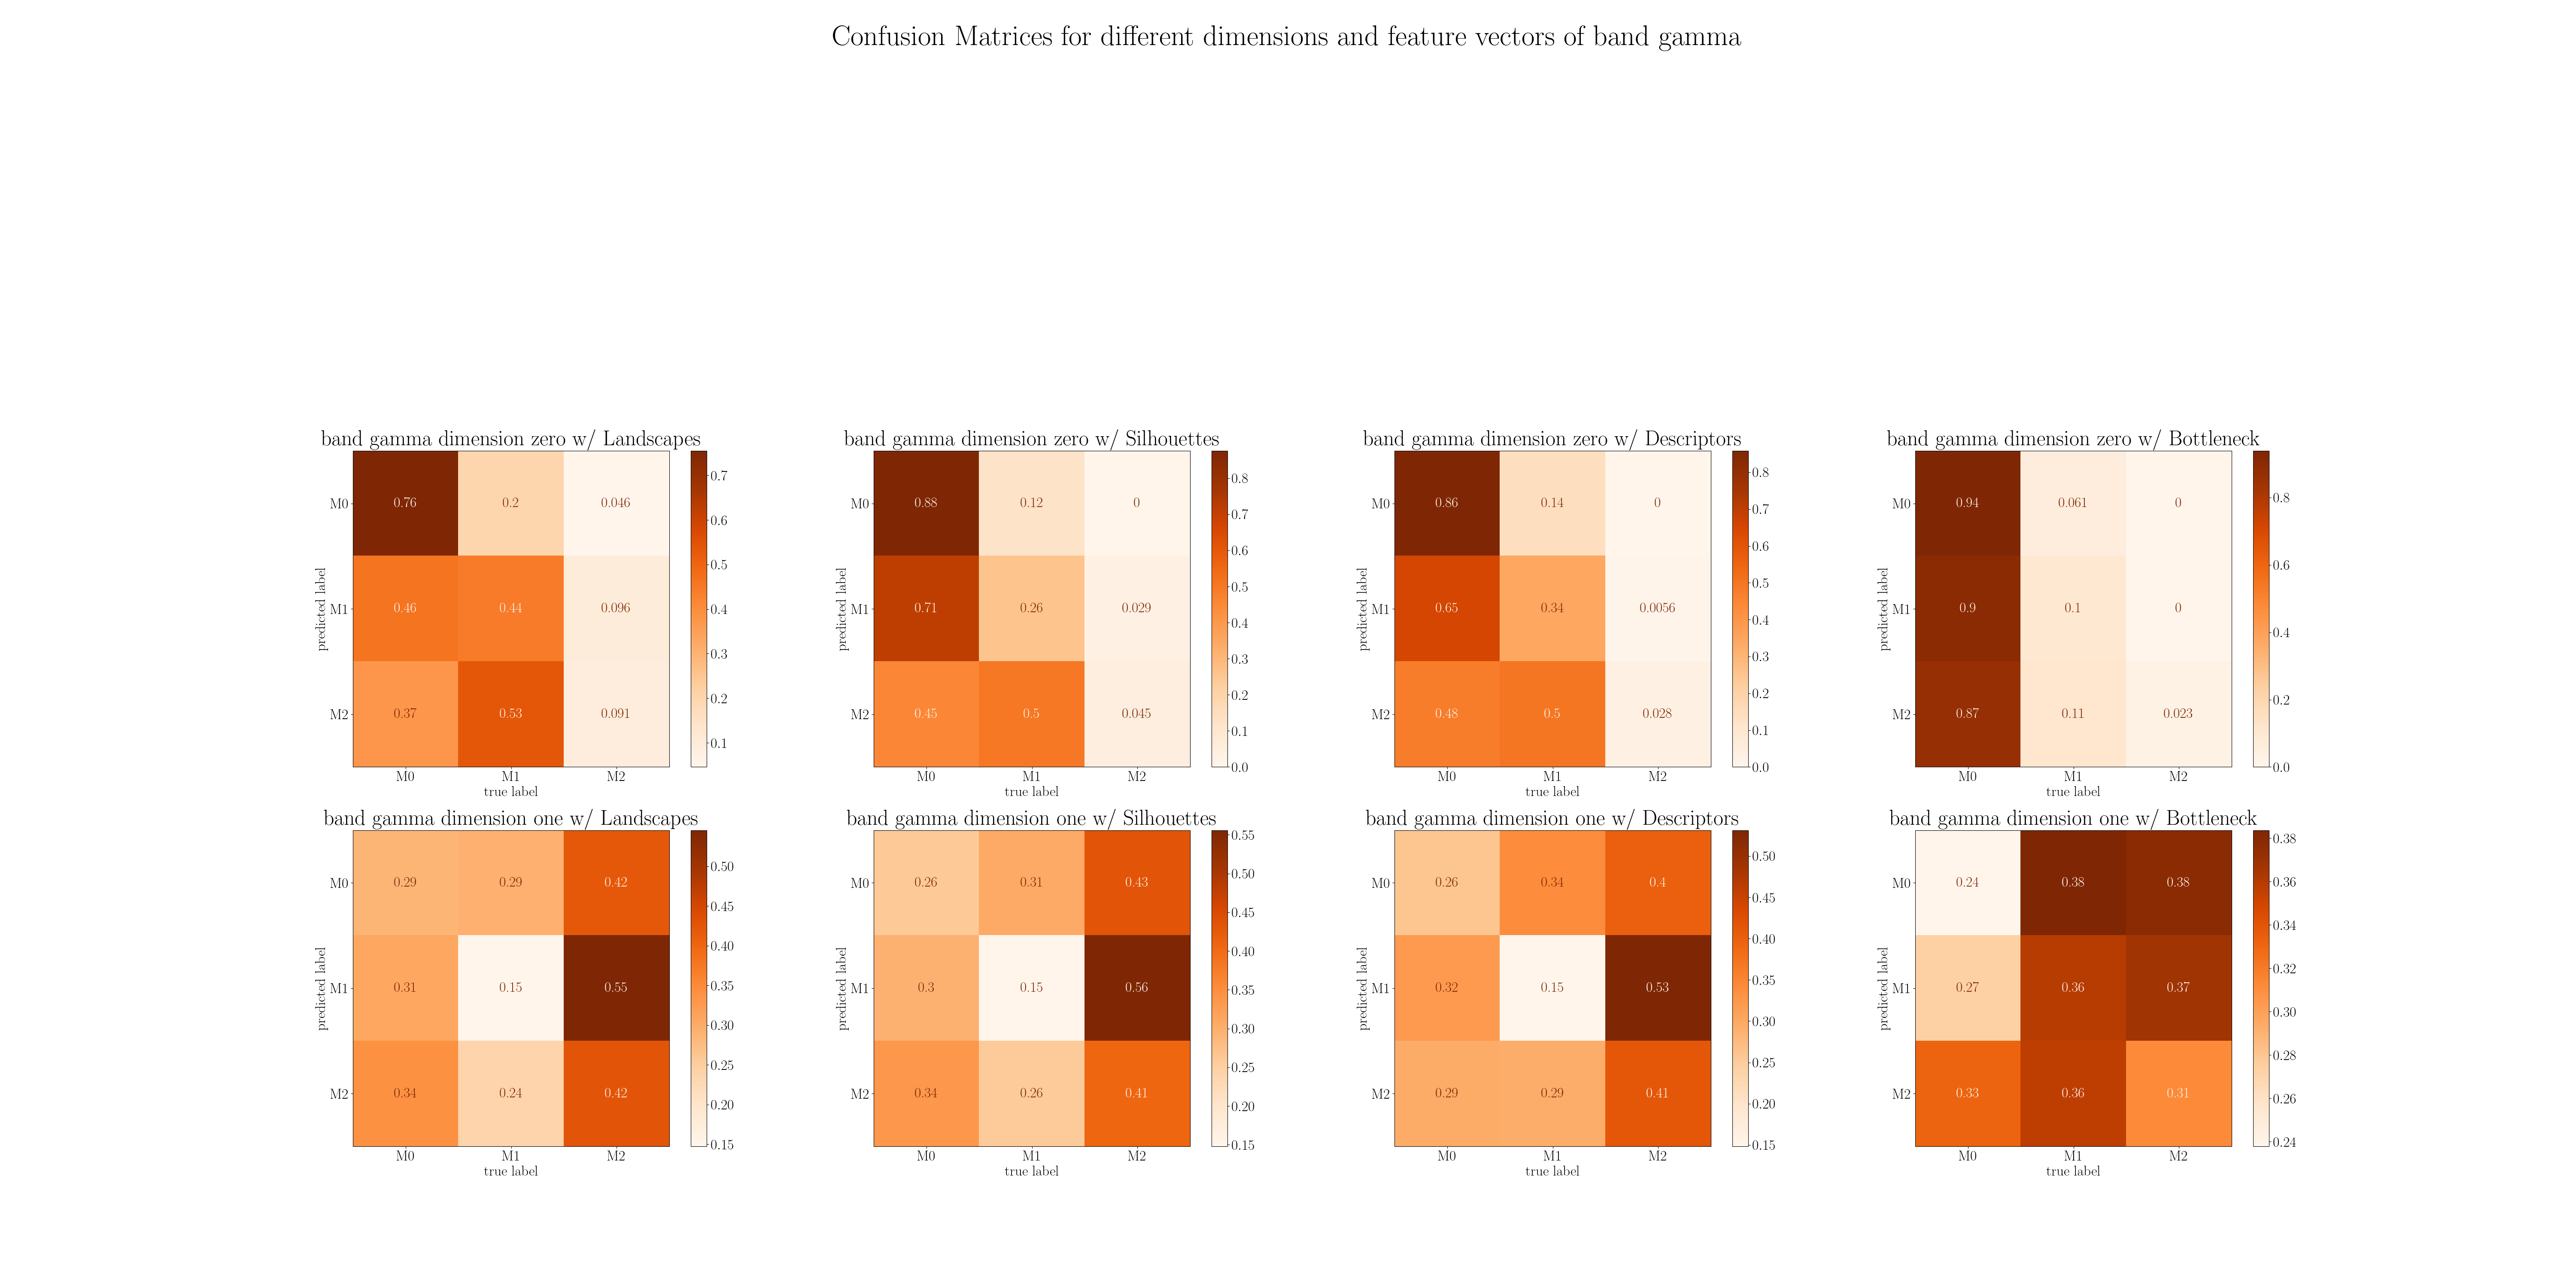 Confusion Matrices for different dimensions and feature vectors of band gamma
band gamma dimension zero w/ Landscapes
predicted label
M0 0.76 0.2 0.046
M1 0.46 0.44 0.096
M2 0.37 0.53 0.091
M0 M1 M2
true label
0.7
0.6
0.5
0.4
0.3
0.2
0.1
band gamma dimension zero w/ Silhouettes
predicted label
M0 0.88 0.12 0
M1 0.71 0.26 0.029
M2 0.45 0.5 0.045
M0 M1 M2
true label
0.8
0.7
0.6
0.5
0.4
0.3
0.2
0.1
0.0
band gamma dimension zero w/ Descriptors
predicted label
M0 0.86 0.14 0
M1 0.65 0.34 0.0056
M2 0.48 0.5 0.028
M0 M1 M2
true label
0.8
0.7
0.6
0.5
0.4
0.3
0.2
0.1
0.0
band gamma dimension zero w/ Bottleneck
predicted label
M0 0.94 0.061 0
M1 0.9 0.1 0
M2 0.87 0.11 0.023
M0 M1 M2
true label
0.8
0.6
0.4
0.2
0.0
band gamma dimension one w/ Landscapes
predicted label
M0 0.29 0.29 0.42
M1 0.31 0.15 0.55
M2 0.34 0.24 0.42
M0 M1 M2
true label
0.50
0.45
0.40
0.35
0.30
0.25
0.20
0.15
band gamma dimension one w/ Silhouettes
predicted label
M0 0.26 0.31 0.43
M1 0.3 0.15 0.56
M2 0.34 0.26 0.41
M0 M1 M2
true label
0.55
0.50
0.45
0.40
0.35
0.30
0.25
0.20
0.15
band gamma dimension one w/ Descriptors
predicted label
M0 0.26 0.34 0.4
M1 0.32 0.15 0.53
M2 0.29 0.29 0.41
M0 M1 M2
true label
0.50
0.45
0.40
0.35
0.30
0.25
0.20
0.15
band gamma dimension one w/ Bottleneck
predicted label
M0 0.24 0.38 0.38
M1 0.27 0.36 0.37
M2 0.33 0.36 0.31
M0 M1 M2
true label
0.38
0.36
0.34
0.32
0.30
0.28
0.26
0.24